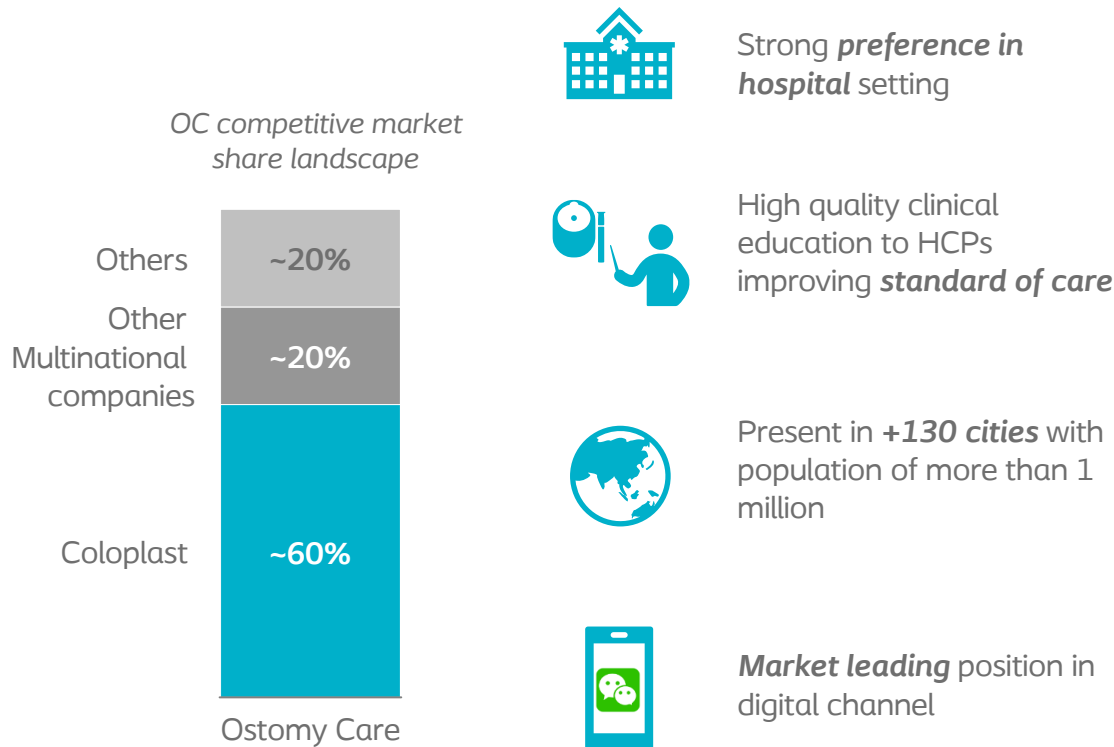 OC competitive market
share landscape
Others
~20%
Other
Multinational
companies
~20%
Coloplast
~60%
Ostomy Care
Strong preference in
hospital setting
High quality clinical
education to HCPs
improving standard of care
Present in +130 cities with
population of more than 1
million
Market leading position in
digital channel